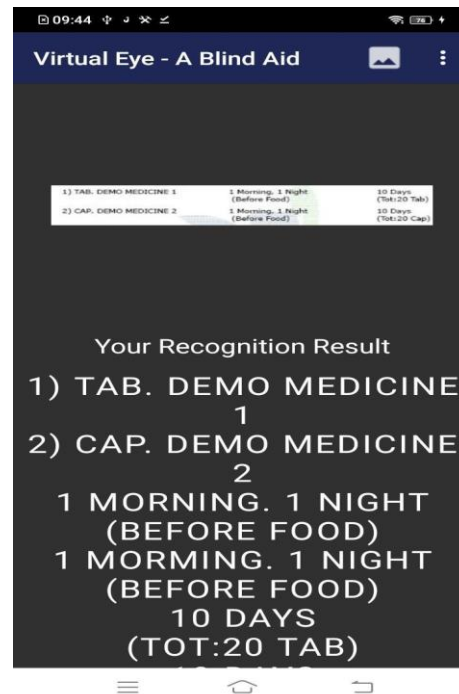 09:44
76
Virtual Eye - A Blind Aid
1) TAB. DEMO MEDICINE 1 1 Morning, 1 Night 10 Days
(Before Food) (Tot:20 Tab)
2) CAP. DEMO MEDICINE 2 1 Morning, 1 Night 10 Days
(Before Food) (Tot:20 Cap)
Your Recognition Result
1) TAB. DEMO MEDICINE
1
2) CAP. DEMO MEDICINE
2
1 MORNING. 1 NIGHT
(BEFORE FOOD)
1 MORMING. 1 NIGHT
(BEFORE FOOD)
10 DAYS
(TOT:20 TAB)